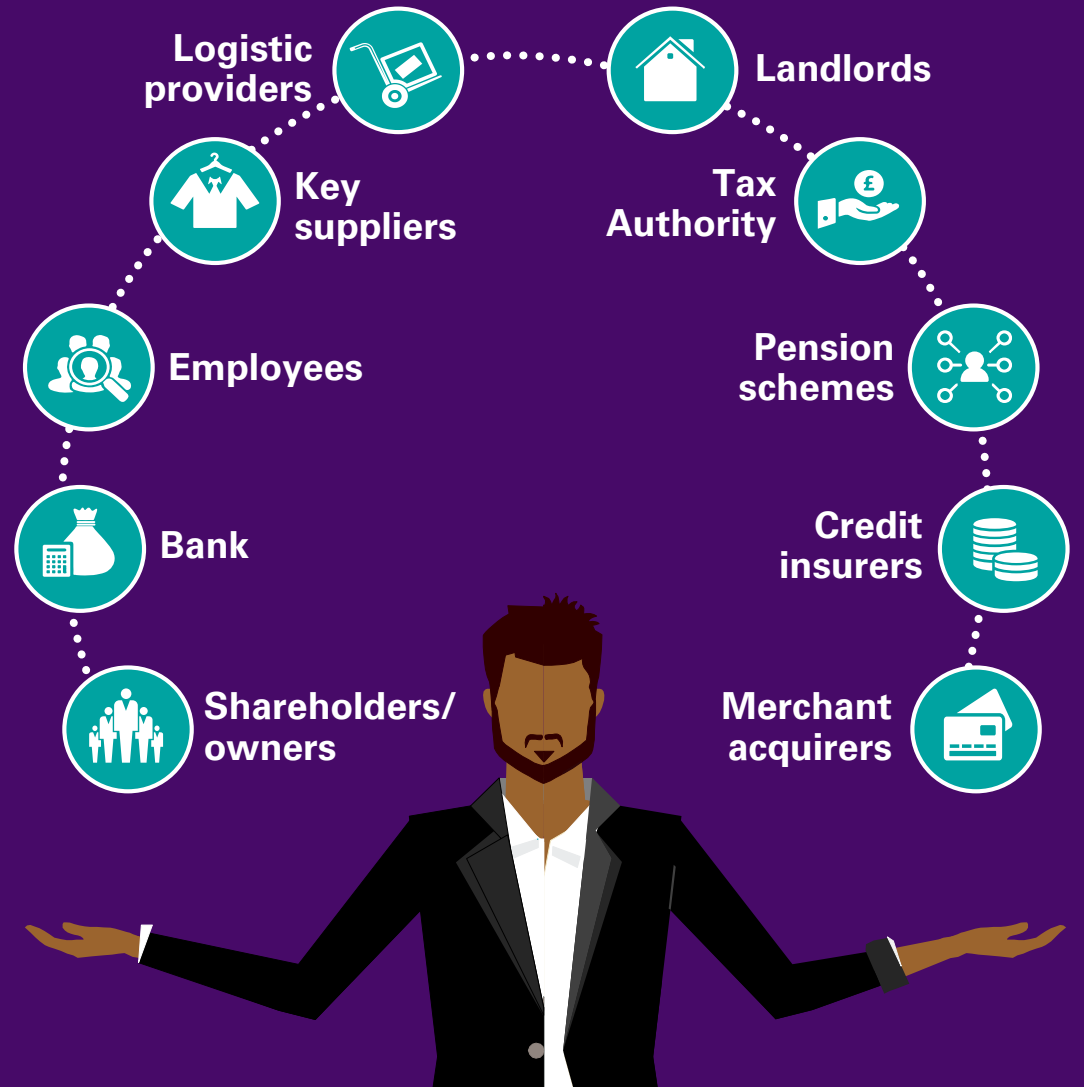 Logistic
providers
Landlords
Key
suppliers
Tax
Authority
£
Employees
Pension
schemes
Bank
Credit
insurers
Shareholders/
owners
Merchant
acquirers